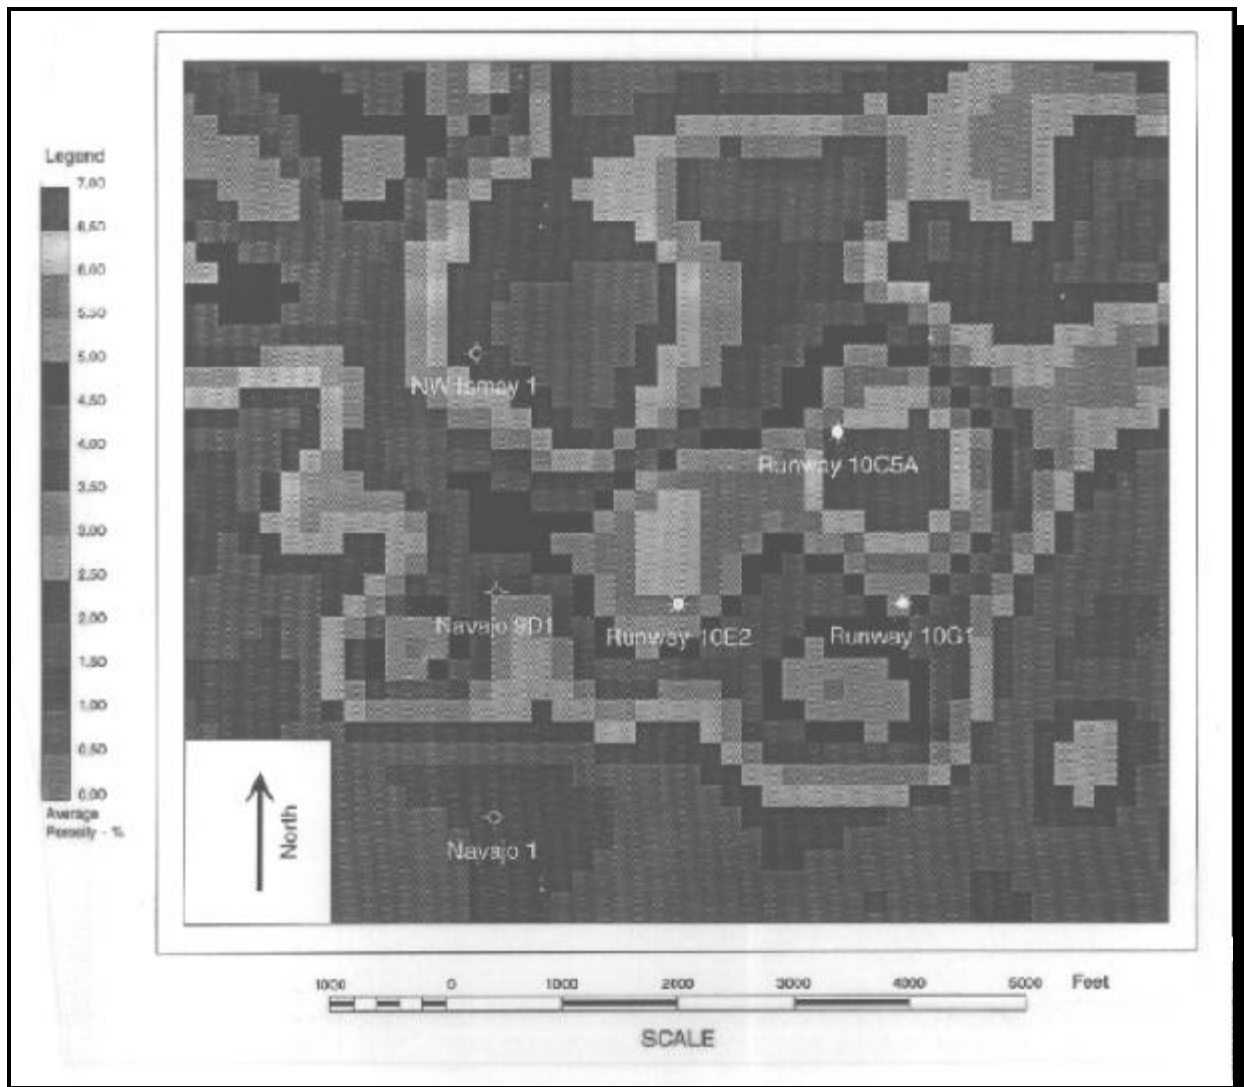 Legend
7.00
6.50
6.00
5.50
5.00
4.50
4.00
3.50
3.00
2.50
2.00
1.50
1.00
0.50
0.00
Average
Porosity - %
NW Ismay 1
Runway 10C5A
Navajo 9D1
Runway 10E2
Runway 10G1
Navajo 1
North
1000 0 1000 2000 3000 4000 5000 Feet
SCALE